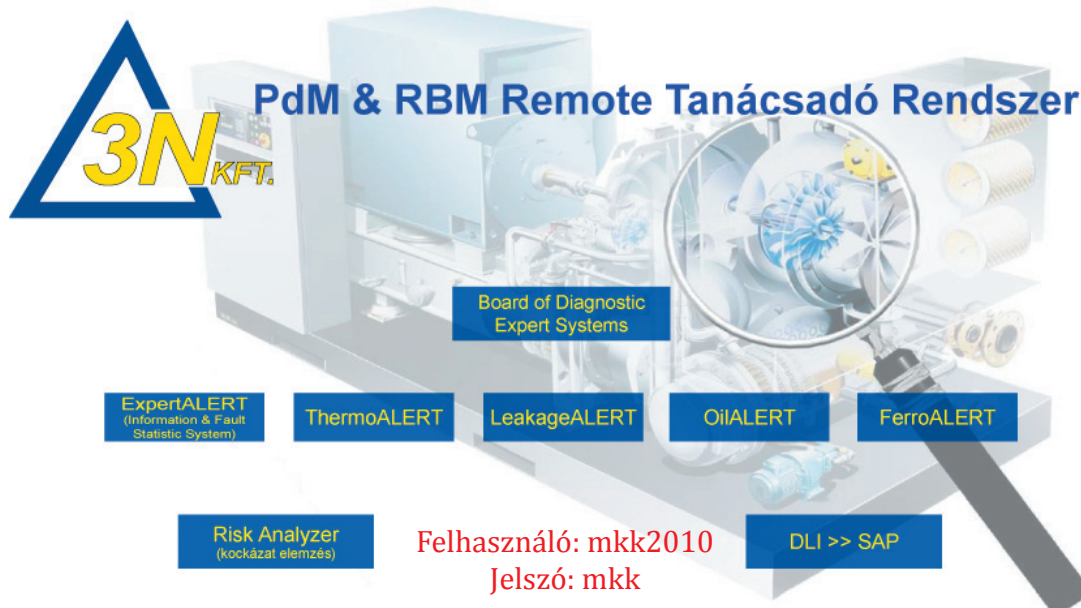 3N KFT.
PdM & RBM Remote Tanácsadó Rendszer
Board of Diagnostic
Expert Systems
ExpertALERT
(Information & Fault
Statistic System)
ThermoALERT
LeakageALERT
OilALERT
FerroALERT
Risk Analyzer
(kockázat elemzés)
Felhasználó: mkk2010
Jelszó: mkk
DLI >> SAP